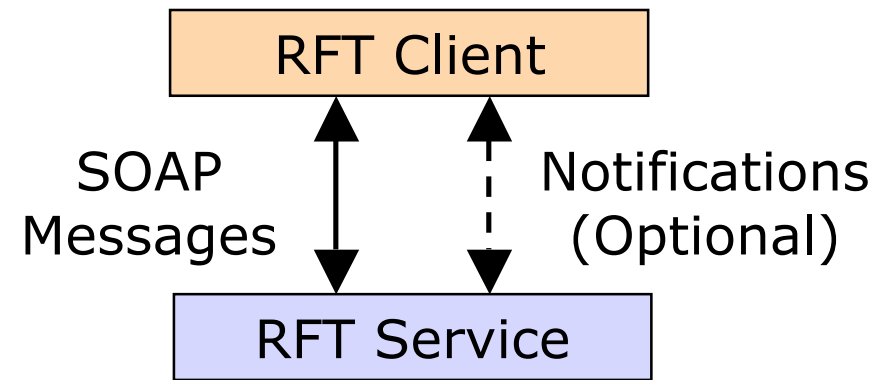 RFT Client
SOAP
Messages
Notifications
(Optional)
RFT Service